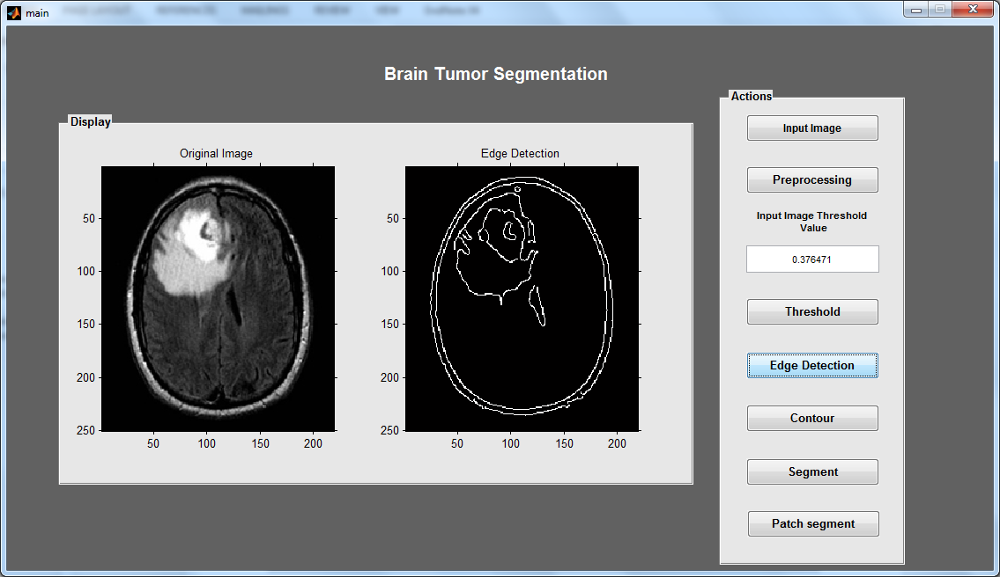 main
Brain Tumor Segmentation
Display
Original Image
50
100
150
200
250
50
100
150
200
Edge Detection
50
100
150
200
250
50
100
150
200
Actions
Input Image
Preprocessing
Input Image Threshold
Value
0.376471
Threshold
Edge Detection
Contour
Segment
Patch segment